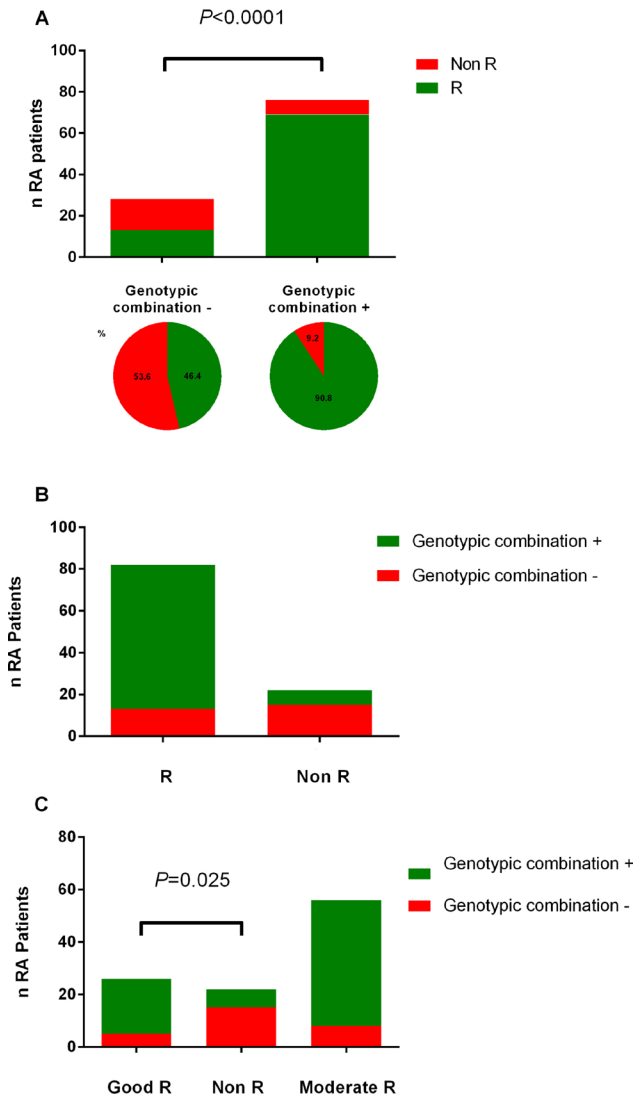 A
P<0.0001
n RA patients
100
80
60
40
20
0
Non R
R
Genotypic
combination -
Genotypic
combination +
%
53.6
46.4
9.2
90.8
B
n RA Patients
100
80
60
40
20
0
Genotypic combination +
Genotypic combination -
R
Non R
C
n RA Patients
80
60
40
20
0
P=0.025
Genotypic combination +
Genotypic combination -
Good R
Non R
Moderate R